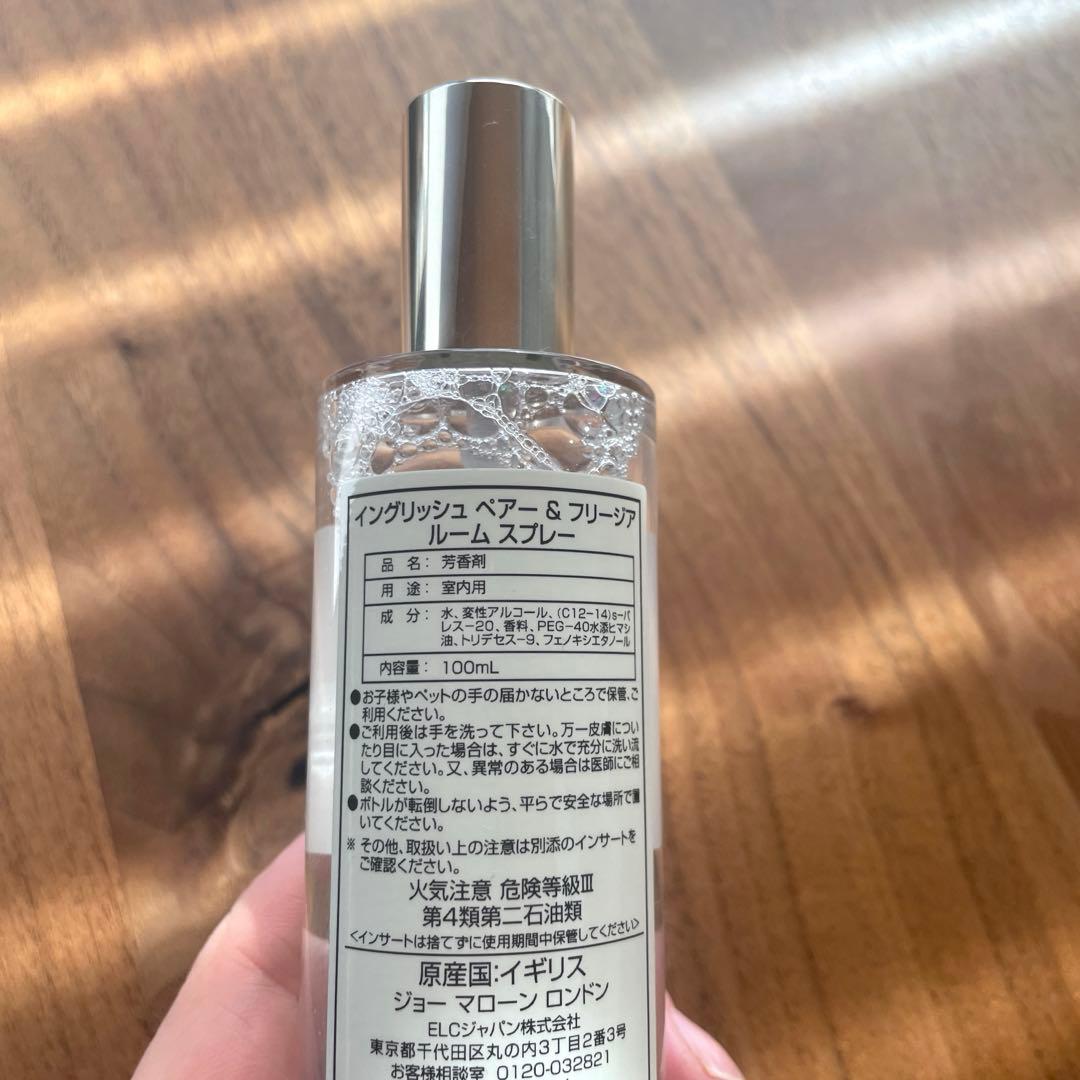 イングリッシュ ペアー & フリージア
ルーム スプレー
品 名: 芳香剤
用 途: 室内用
成 分: 水、変性アルコール、(C12-14)s-パ
レス-20、香料、PEG-40水添ヒマシ
油、トリデセス-9、フェノキシエタノール
内容量: 100mL
●お子様やペットの手の届かないところで保管、ご
利用ください。
●ご利用後は手を洗って下さい。万一皮膚につい
たり目に入った場合は、すぐに水で充分に洗い流
してください。又、異常のある場合は医師にご相
談ください。
●ボトルが転倒しないよう、平らで安全な場所で置
いてください。
※ その他、取扱い上の注意は別添のインサートを
ご確認ください。
火気注意 危険等級Ⅲ
第4類第二石油類
<インサートは捨てずに使用期間中保管してください>
原産国:イギリス
ジョー マローン ロンドン
ELCジャパン株式会社
東京都千代田区丸の内3丁目2番3号
お客様相談室 0120-032821